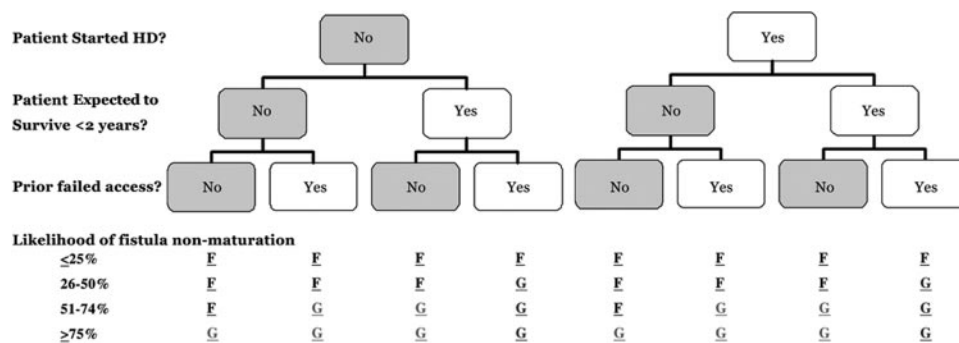 Patient Started HD? No Yes
Patient Expected to
Survive <2 years? No Yes No Yes
Prior failed access? No Yes No Yes No Yes No Yes
Likelihood of fistula non-maturation
≤25% F F F F F F F F
26-50% F F F G F F F G
51-74% F G G G F G G G
≥75% G G G G G G G G